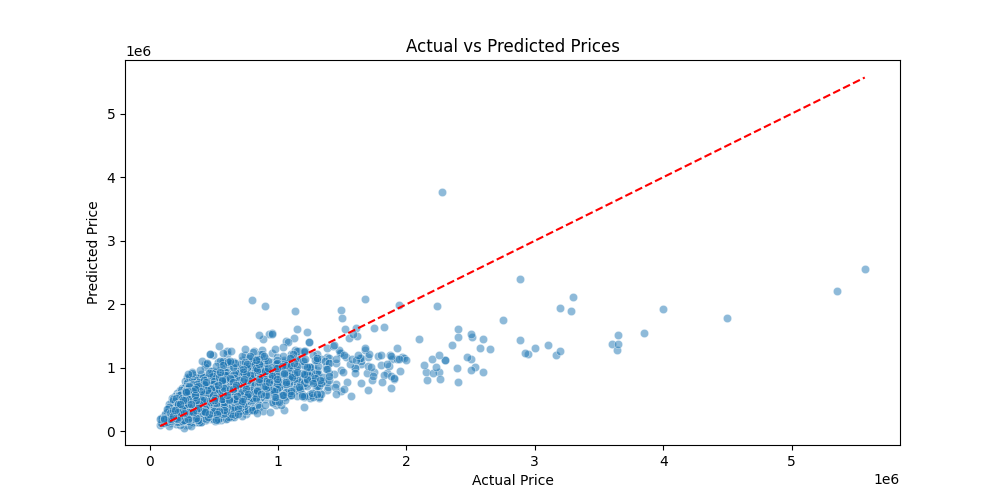 Actual vs Predicted Prices
1e6
Predicted Price
5
4
3
2
1
0
0 1 2 3 4 5
1e6
Actual Price